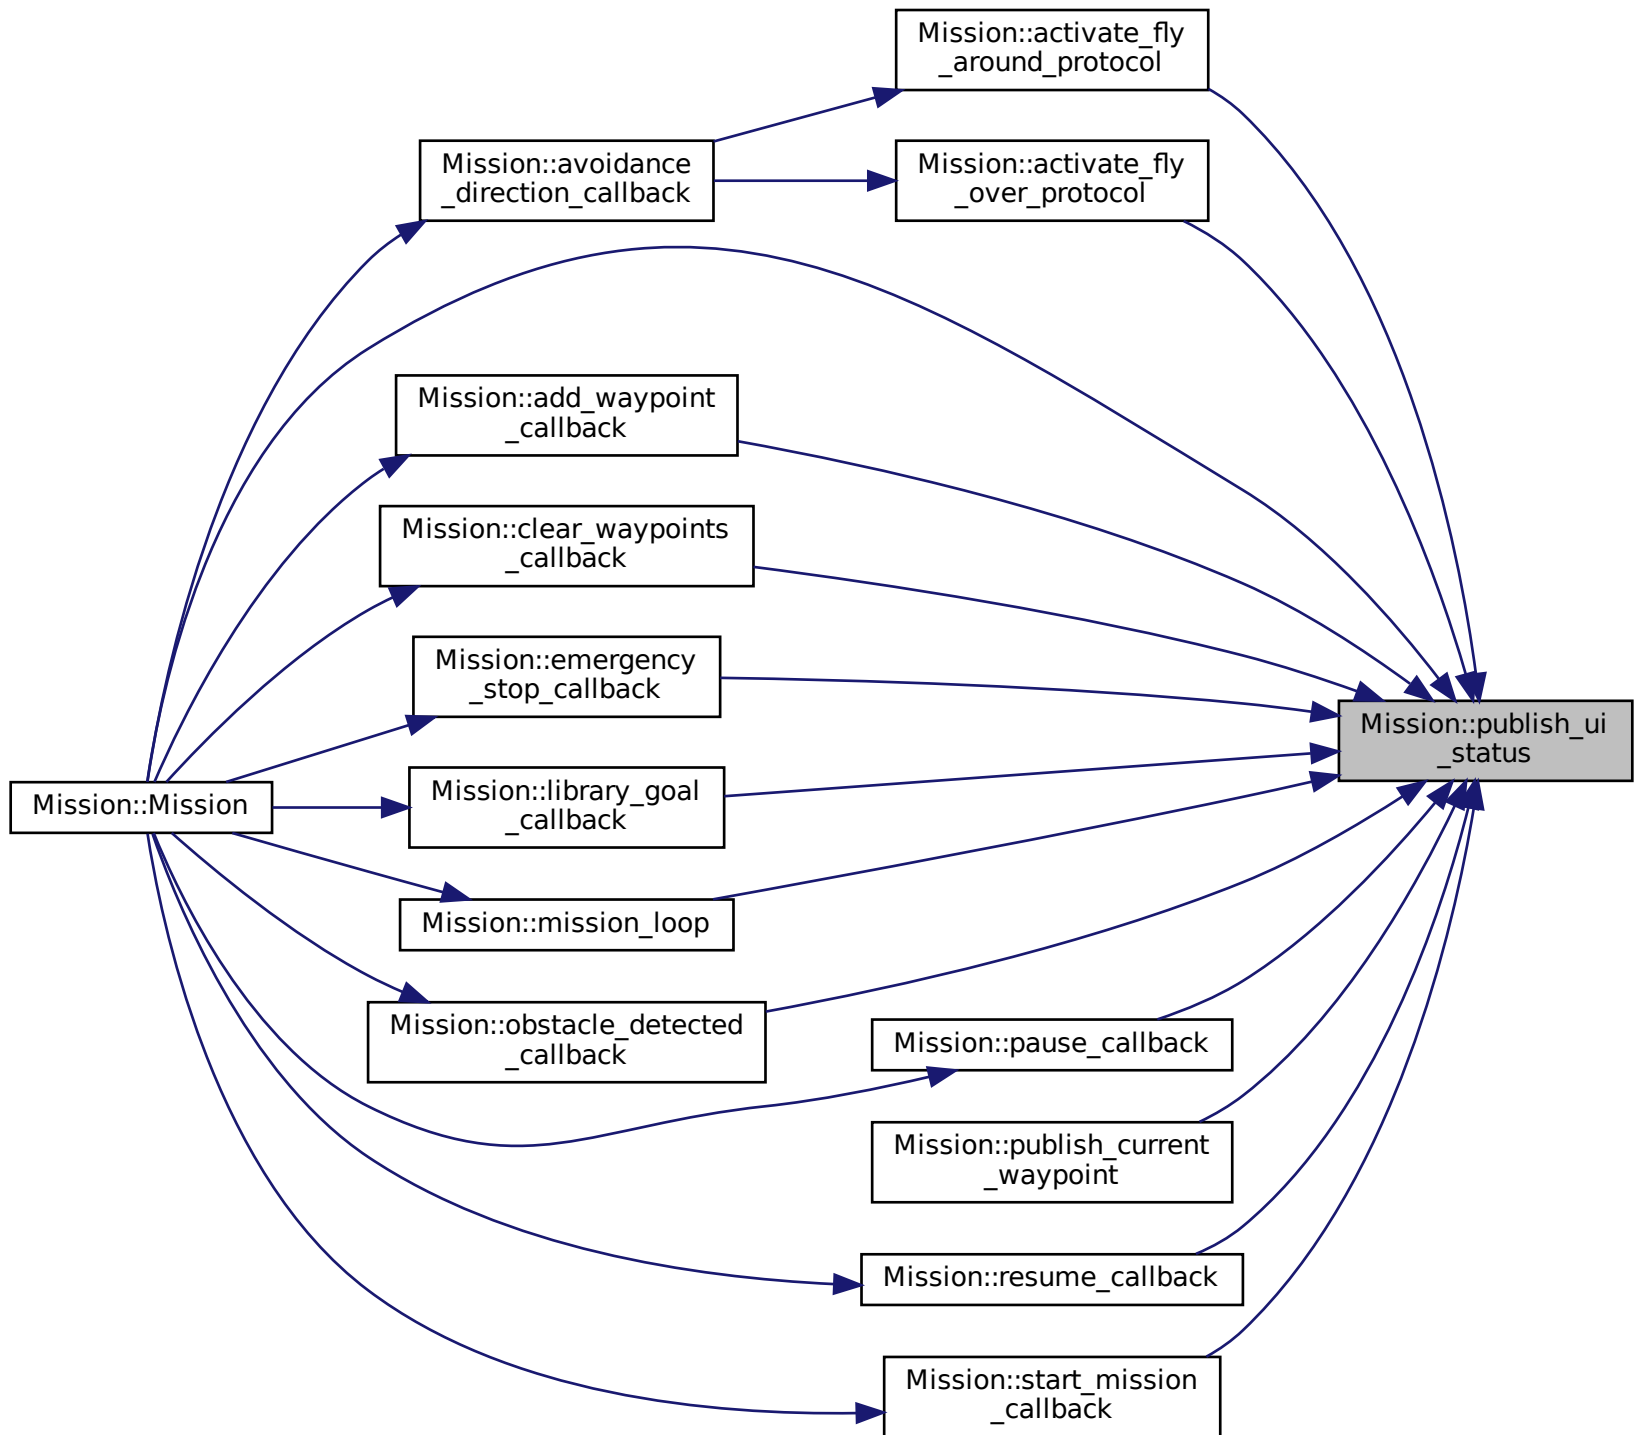 Mission::activate_fly
_around_protocol
Mission::avoidance
_direction_callback
Mission::activate_fly
_over_protocol
Mission::add_waypoint
_callback
Mission::clear_waypoints
_callback
Mission::emergency
_stop_callback
Mission::publish_ui
_status
Mission::Mission
Mission::library_goal
_callback
Mission::mission_loop
Mission::obstacle_detected
_callback
Mission::pause_callback
Mission::publish_current
_waypoint
Mission::resume_callback
Mission::start_mission
_callback